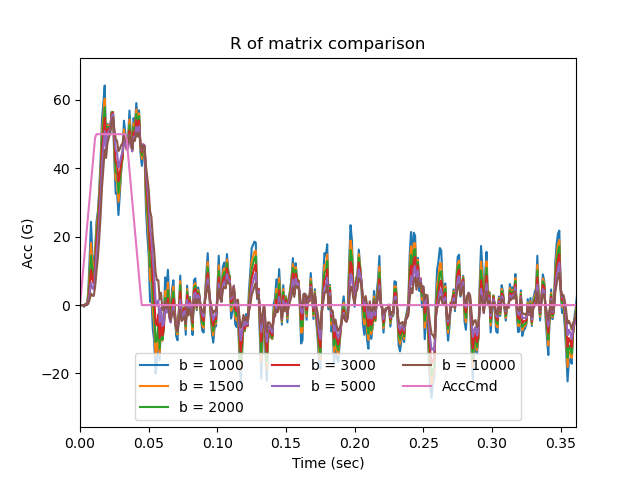 R of matrix comparison
60
40
20
0
−20
Acc (G)
b = 1000
b = 1500
b = 2000
b = 3000
b = 5000
b = 10000
AccCmd
0.00 0.05 0.10 0.15 0.20 0.25 0.30 0.35
Time (sec)